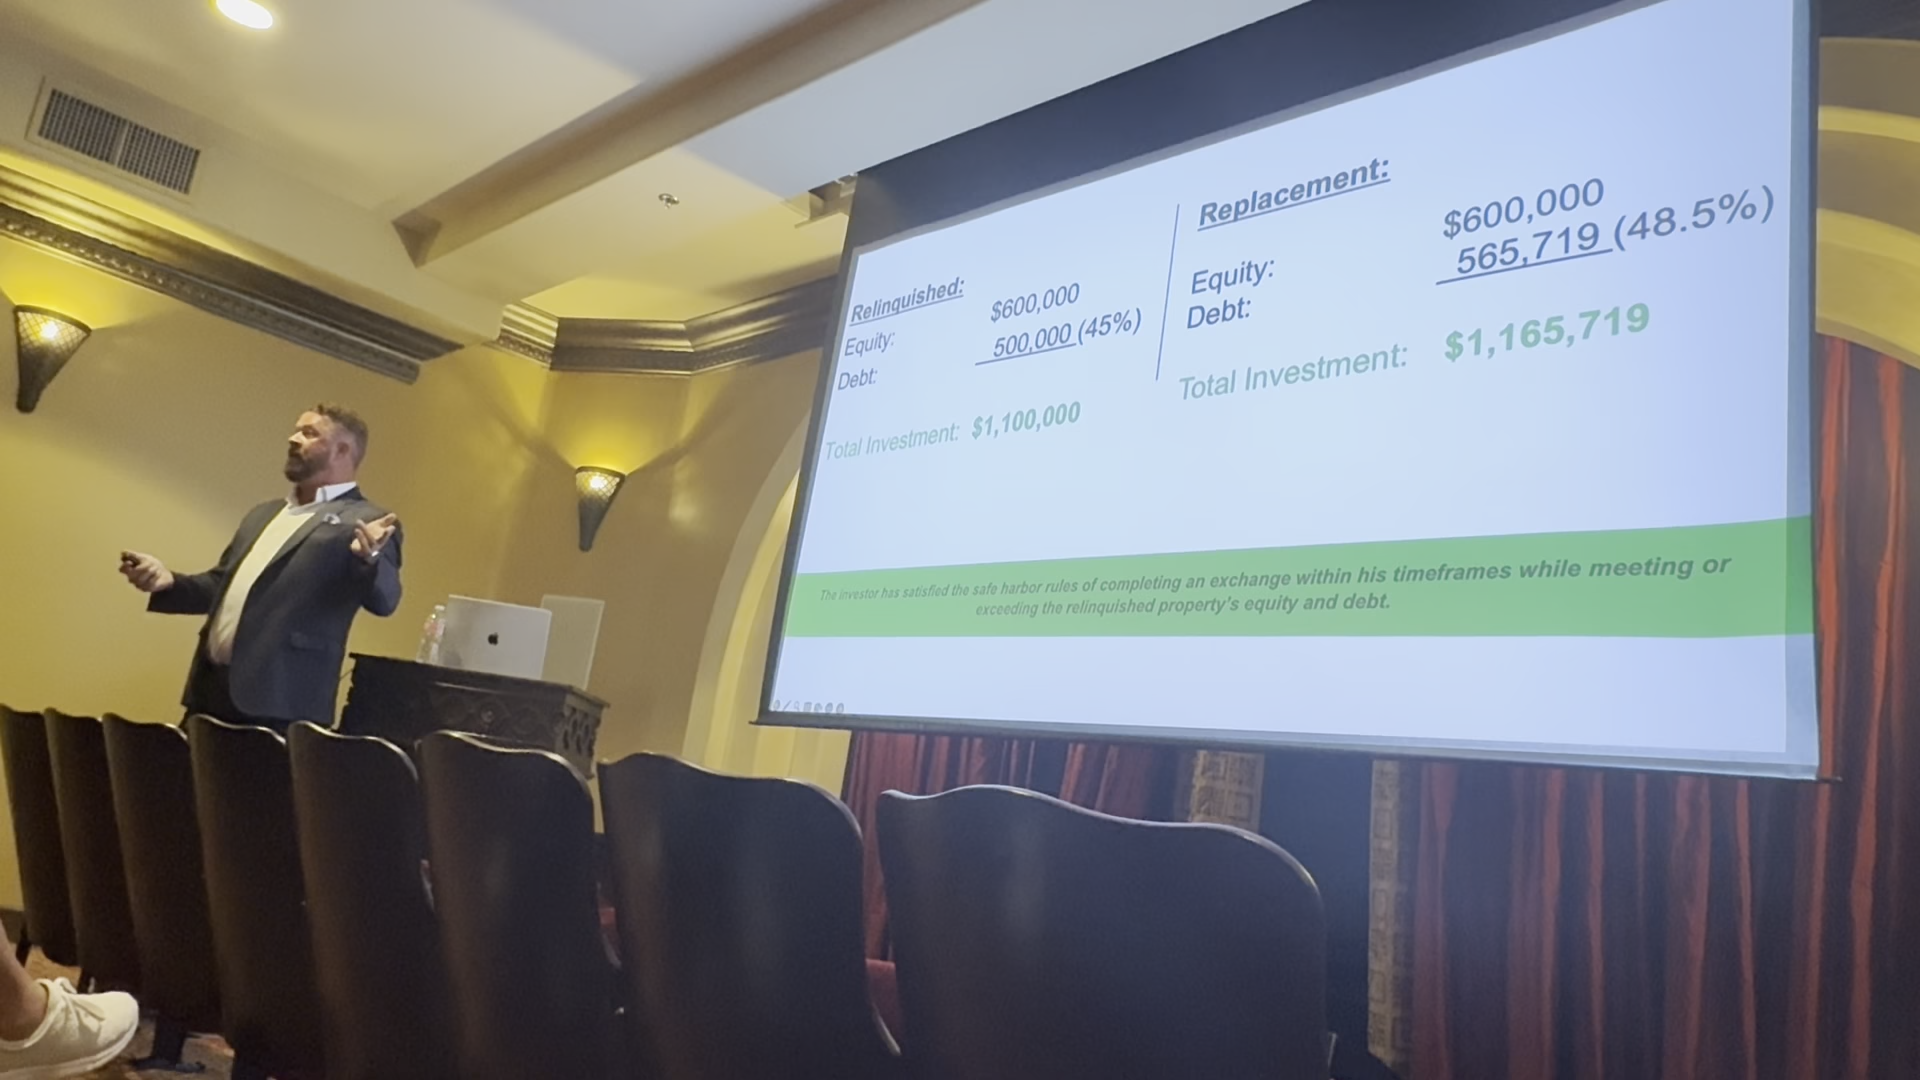 Relinquished:
Equity: $600,000
Debt: 500,000 (45%)
Total Investment: $1,100,000
Replacement:
Equity: $600,000
Debt: 565,719 (48.5%)
Total Investment: $1,165,719
The investor has satisfied the safe harbor rules of completing an exchange within his timeframes while meeting or
exceeding the relinquished property's equity and debt.